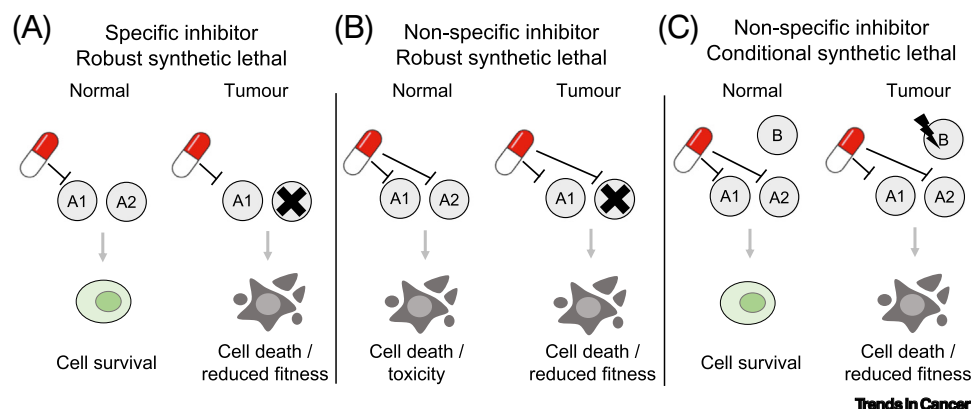 (A)
Specific inhibitor
Robust synthetic lethal
Normal
Tumour
A1
A2
A1
Cell survival
Cell death /
reduced fitness
(B)
Non-specific inhibitor
Robust synthetic lethal
Normal
Tumour
A1
A2
A1
Cell death /
toxicity
Cell death /
reduced fitness
(C)
Non-specific inhibitor
Conditional synthetic lethal
Normal
Tumour
B
B
A1
A2
A1
A2
Cell survival
Cell death /
reduced fitness
Trends in Cancer